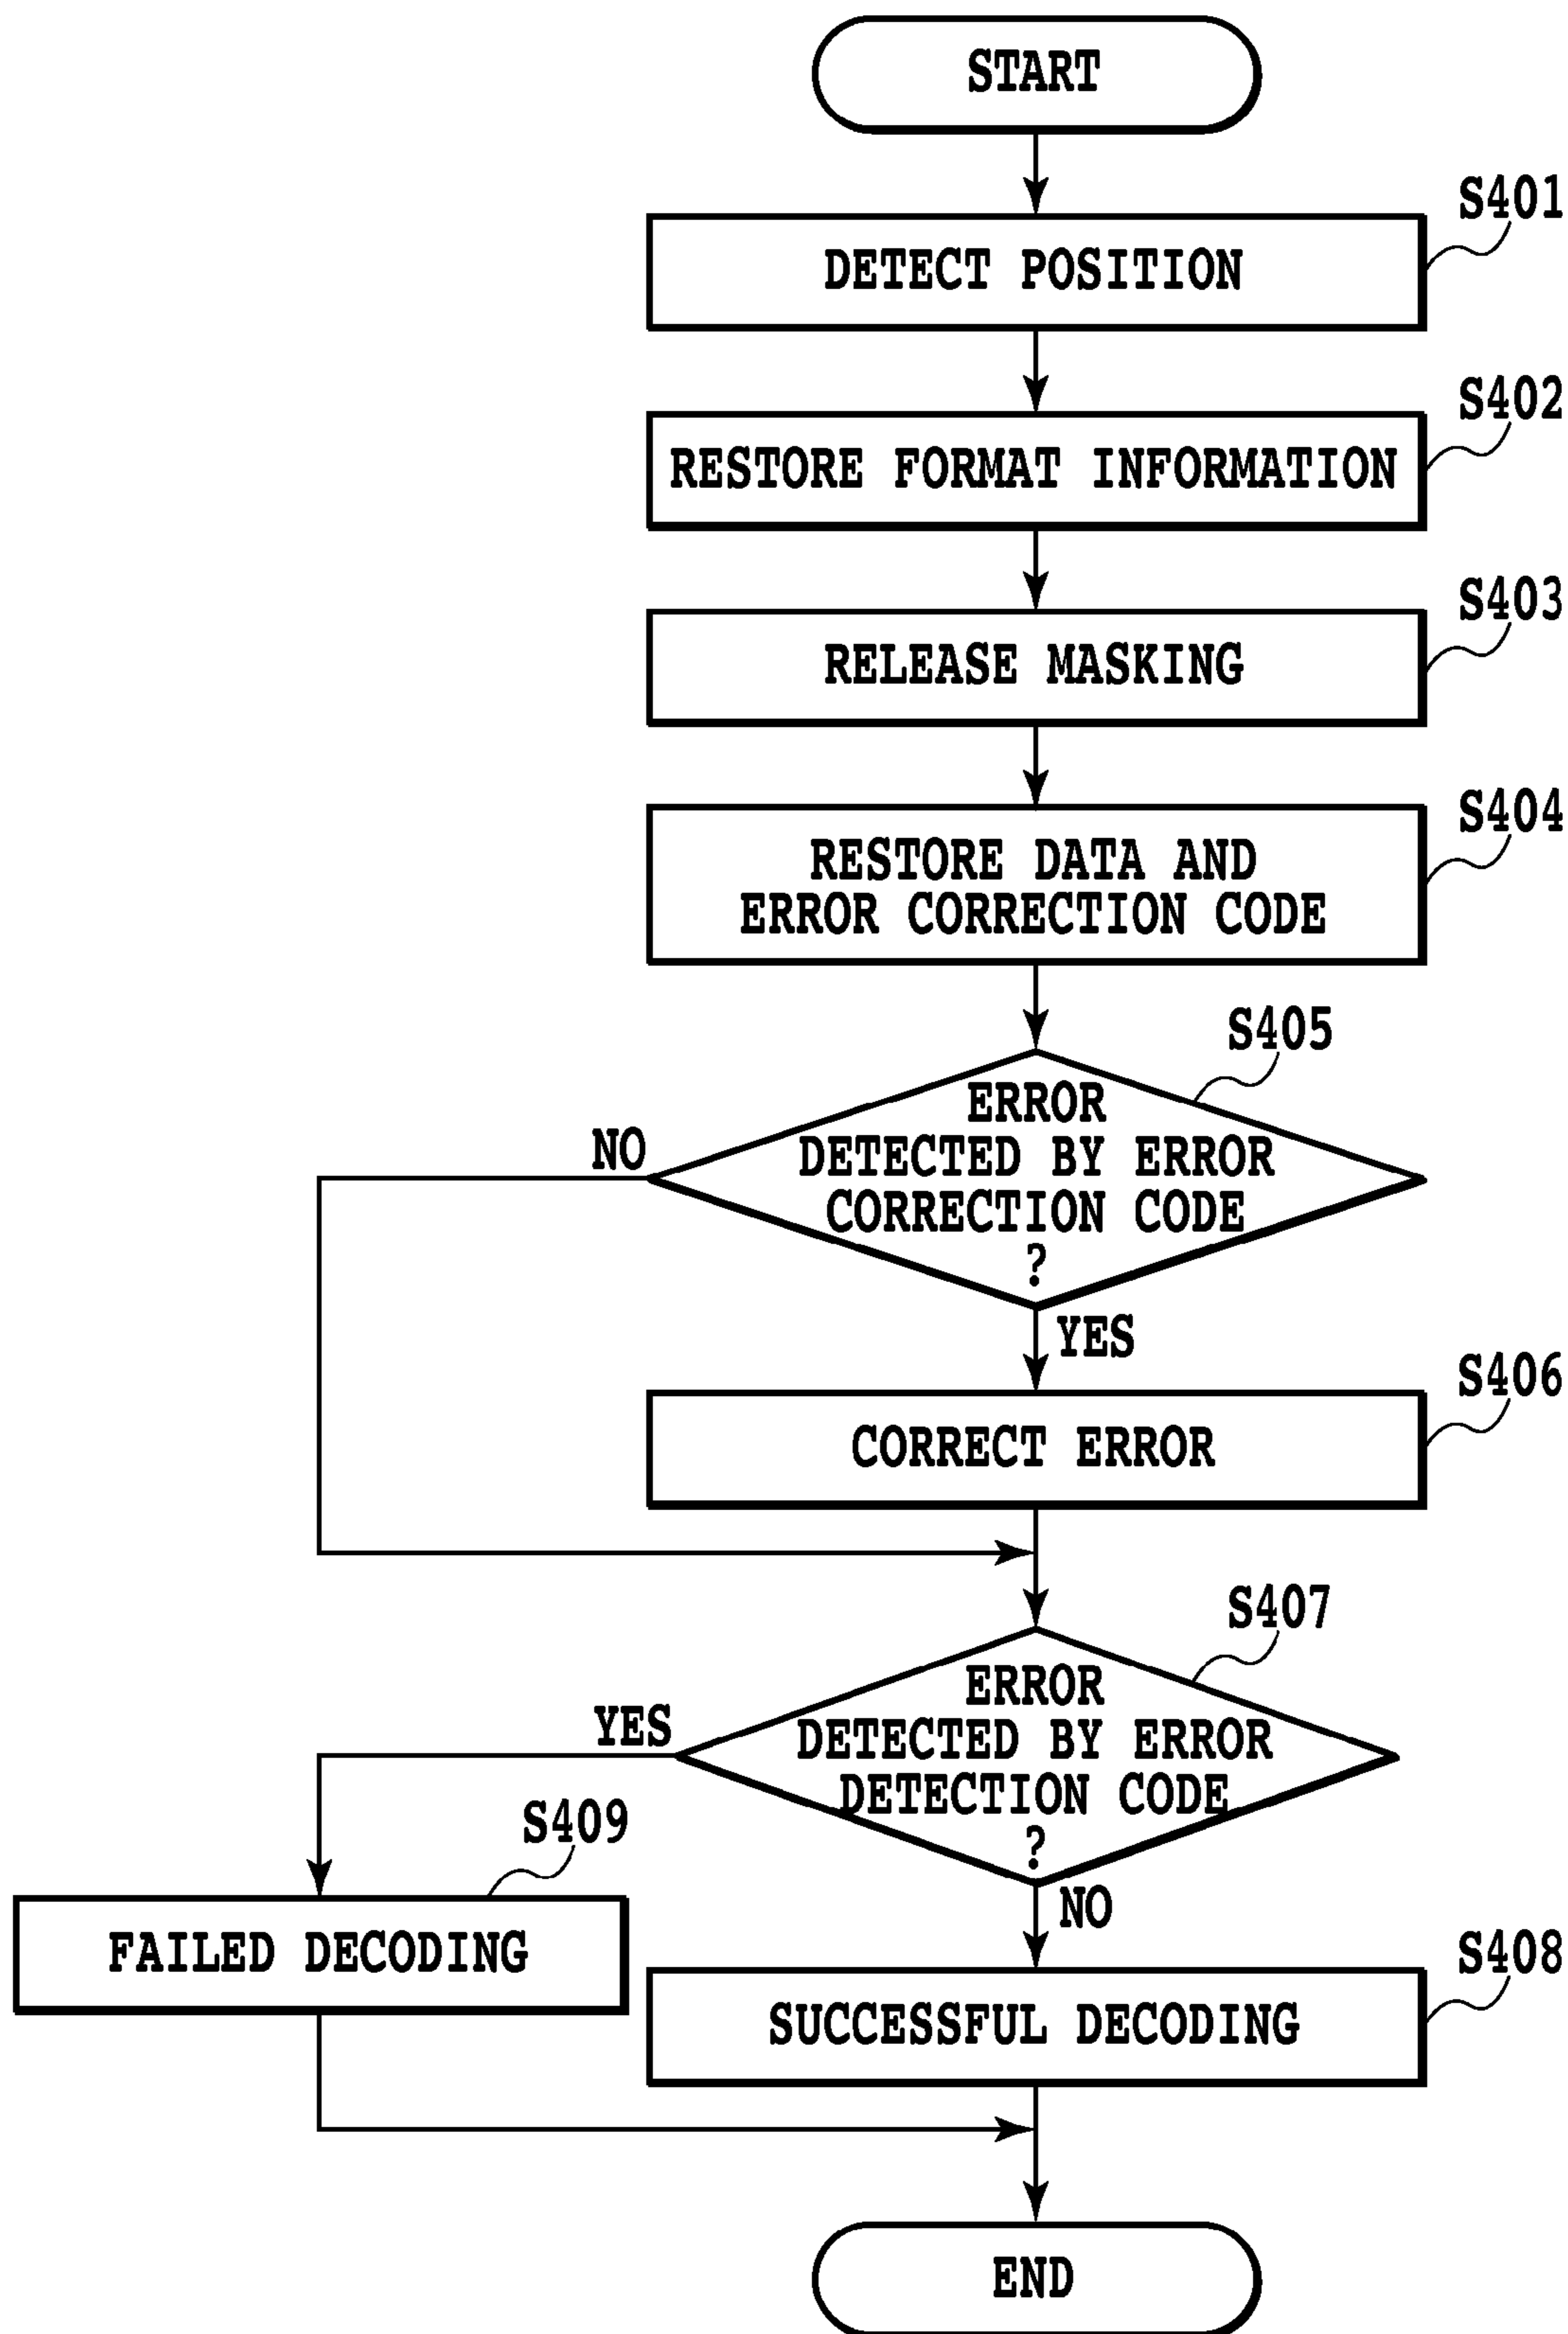 START
S401
DETECT POSITION
S402
RESTORE FORMAT INFORMATION
S403
RELEASE MASKING
S404
RESTORE DATA AND
ERROR CORRECTION CODE
S405
ERROR
DETECTED BY ERROR
CORRECTION CODE
?
NO
YES
S406
CORRECT ERROR
S407
ERROR
DETECTED BY ERROR
DETECTION CODE
?
YES
NO
S409
FAILED DECODING
S408
SUCCESSFUL DECODING
END